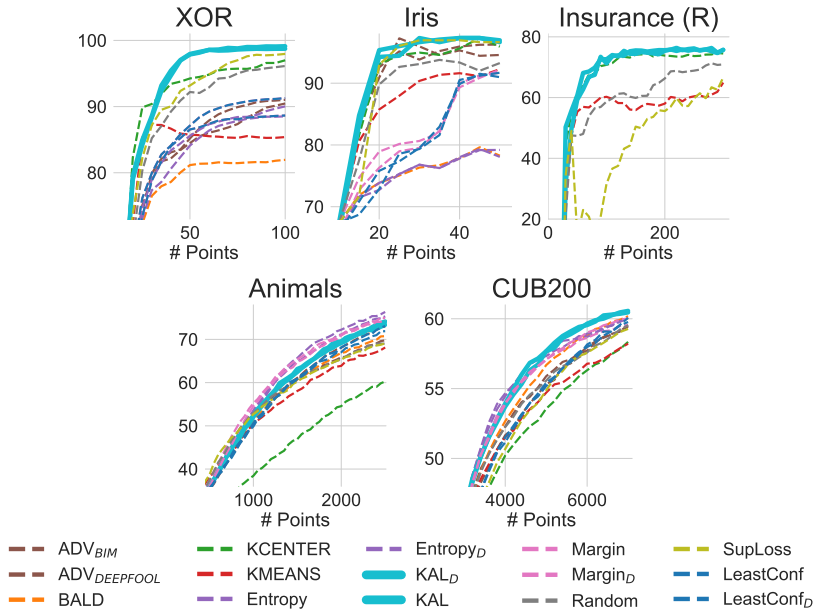 XOR
Iris
Insurance (R)
100
90
80
50
100
# Points
90
80
70
20
40
# Points
80
60
40
20
0
200
# Points
Animals
CUB200
70
60
50
40
1000
2000
# Points
60
55
50
4000
6000
# Points
ADV_BIM
KCENTER
Entropy_D
Margin
SupLoss
ADV_DEEPFOOL
KMEANS
KAL_D
Margin_D
LeastConf
BALD
Entropy
KAL
Random
LeastConf_D